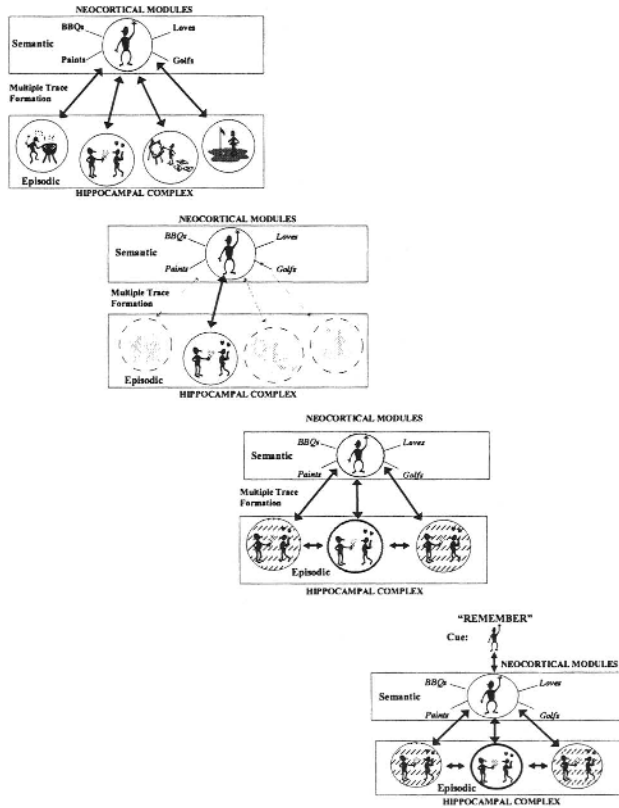 NEOCORTICAL MODULES
BBQs Loves
Semantic
Paints Golfs
Multiple Trace
Formation
Episodic
HIPPOCAMPAL COMPLEX
NEOCORTICAL MODULES
BBQs Loves
Semantic
Paints Golfs
Multiple Trace
Formation
Episodic
HIPPOCAMPAL COMPLEX
NEOCORTICAL MODULES
BBQs Loves
Semantic
Paints Golfs
Multiple Trace
Formation
Episodic
HIPPOCAMPAL COMPLEX
"REMEMBER"
Cue:
NEOCORTICAL MODULES
BBQs Loves
Semantic
Paints Golfs
Episodic
HIPPOCAMPAL COMPLEX